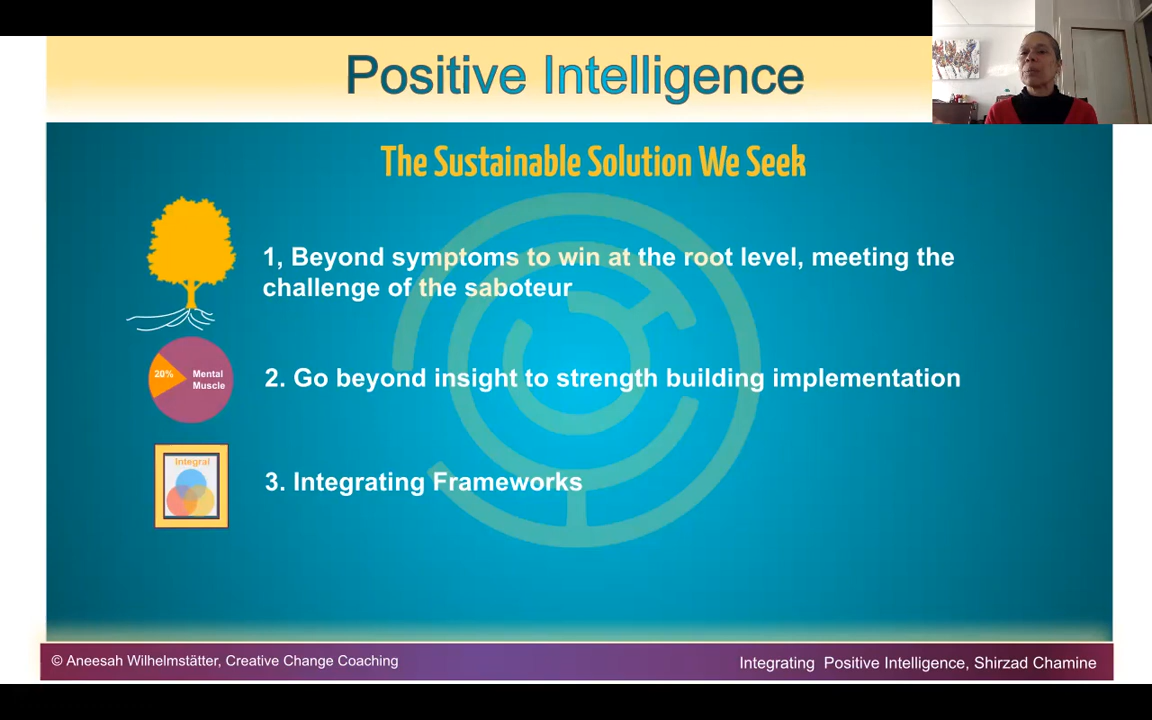 Positive Intelligence
The Sustainable Solution We Seek
1, Beyond symptoms to win at the root level, meeting the
challenge of the saboteur
20%
Mental
Muscle
2. Go beyond insight to strength building implementation
Integral
3. Integrating Frameworks
© Aneesah Wilhelmstätter, Creative Change Coaching
Integrating Positive Intelligence, Shirzad Chamine